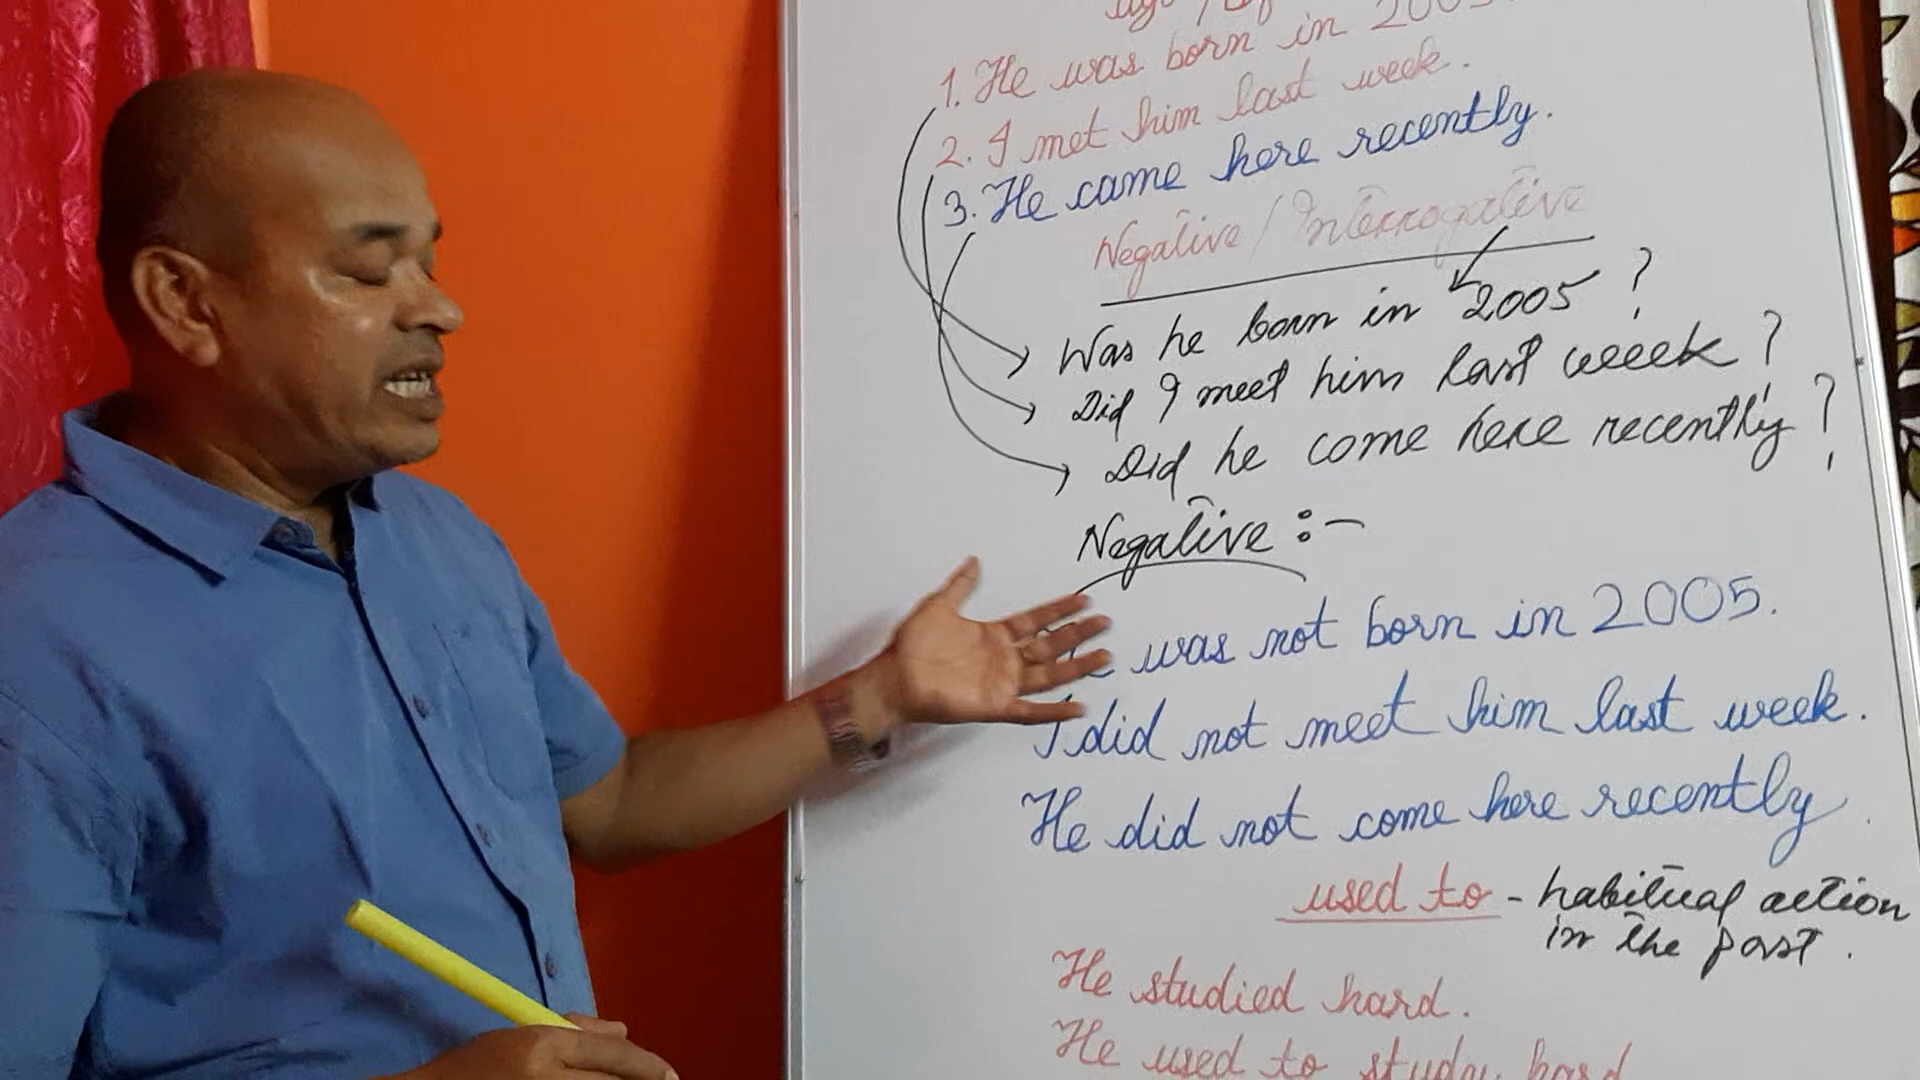 ago /
1. He was born in 2005.
2. I met him last week.
3. He came here recently.
Negative / Interrogative
Was he born in 2005 ?
Did I meet him last weeek ?
Did he come here recently ?
Negative :-
was not born in 2005.
I did not meet him last week.
He did not come here recently.
used to - habitual action
in the past.
He studied hard.
He used to study hard